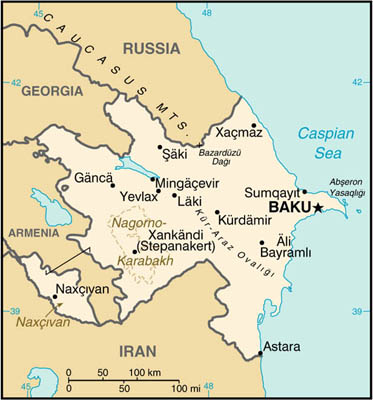 45
48
RUSSIA
CAUCASUS MTS.
42
42
GEORGIA
Xaçmaz
Caspian
Sea
Şäki
Bazardüzü
Dağı
Abşeron
Yasaqlığı
Gäncä
Mingäçevir
Sumqayıt
Yevlax
Läki
BAKU
Kürdämir
Nagorno-
Karabakh
Xankändi
(Stepanakert)
Kür-Araz Ovalığı
Äli
Bayramlı
ARMENIA
Naxçıvan
39
39
Naxçıvan
IRAN
Astara
0 50 100 km
0 50 100 mi
45
48